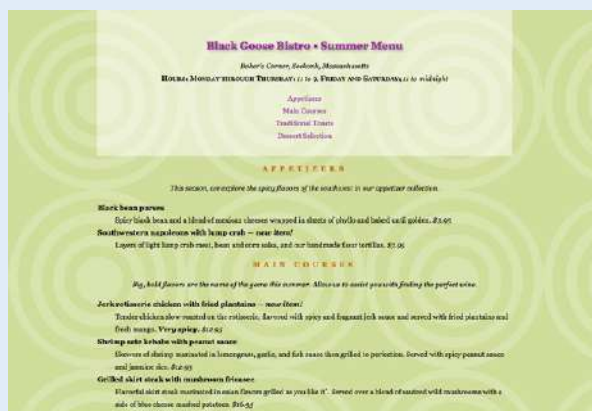 Black Goose Bistro • Summer Menu
Baker's Corner, Seekonk, Massachusetts
HOURS: MONDAY THROUGH THURSDAY: 11 to 9, FRIDAY AND SATURDAY; 11 to midnight
Appetizers
Main Courses
Traditional Toasts
Dessert Selection
APPETIZERS
This season, we explore the spicy flavors of the southwest in our appetizer collection.
Black bean purses
Spicy black bean and a blend of mexican cheeses wrapped in sheets of phyllo and baked until golden. $3.95
Southwestern napoleons with lump crab — new item!
Layers of light lump crab meat, bean and corn salsa, and our handmade flour tortillas. $7.95
MAIN COURSES
Big, bold flavors are the name of the game this summer. Allow us to assist you with finding the perfect wine.
Jerk rotisserie chicken with fried plantains — new item!
Tender chicken slow-roasted on the rotisserie, flavored with spicy and fragrant jerk sauce and served with fried plantains and
fresh mango. Very spicy. $12.95
Shrimp sate kebabs with peanut sauce
Skewers of shrimp marinated in lemongrass, garlic, and fish sauce then grilled to perfection. Served with spicy peanut sauce
and jasmine rice. $12.95
Grilled skirt steak with mushroom fricasee
Flavorful skirt steak marinated in asian flavors grilled as you like it*. Served over a blend of sauteed wild mushrooms with a
side of blue cheese mashed potatoes. $16.95